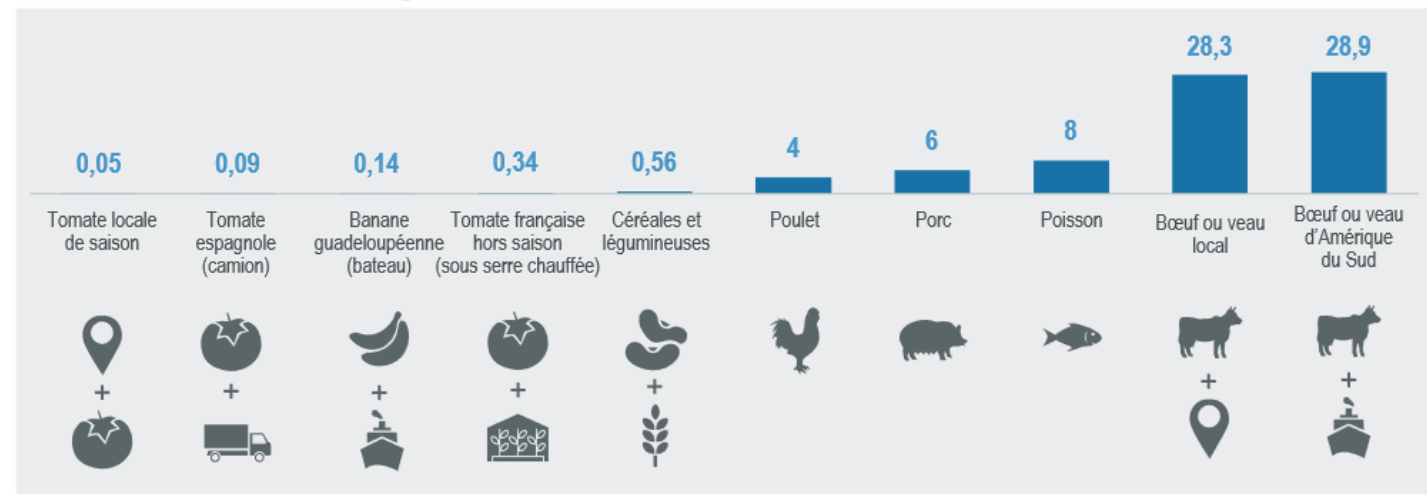 0,05
0,09
0,14
0,34
0,56
4
6
8
28,3
28,9
Tomate locale
de saison
Tomate
espagnole
(camion)
Banane
guadeloupéenne
(bateau)
Tomate française
hors saison
(sous serre chauffée)
Céréales et
légumineuses
Poulet
Porc
Poisson
Bœuf ou veau
local
Bœuf ou veau
d'Amérique
du Sud
+
+
+
+
+
+
+